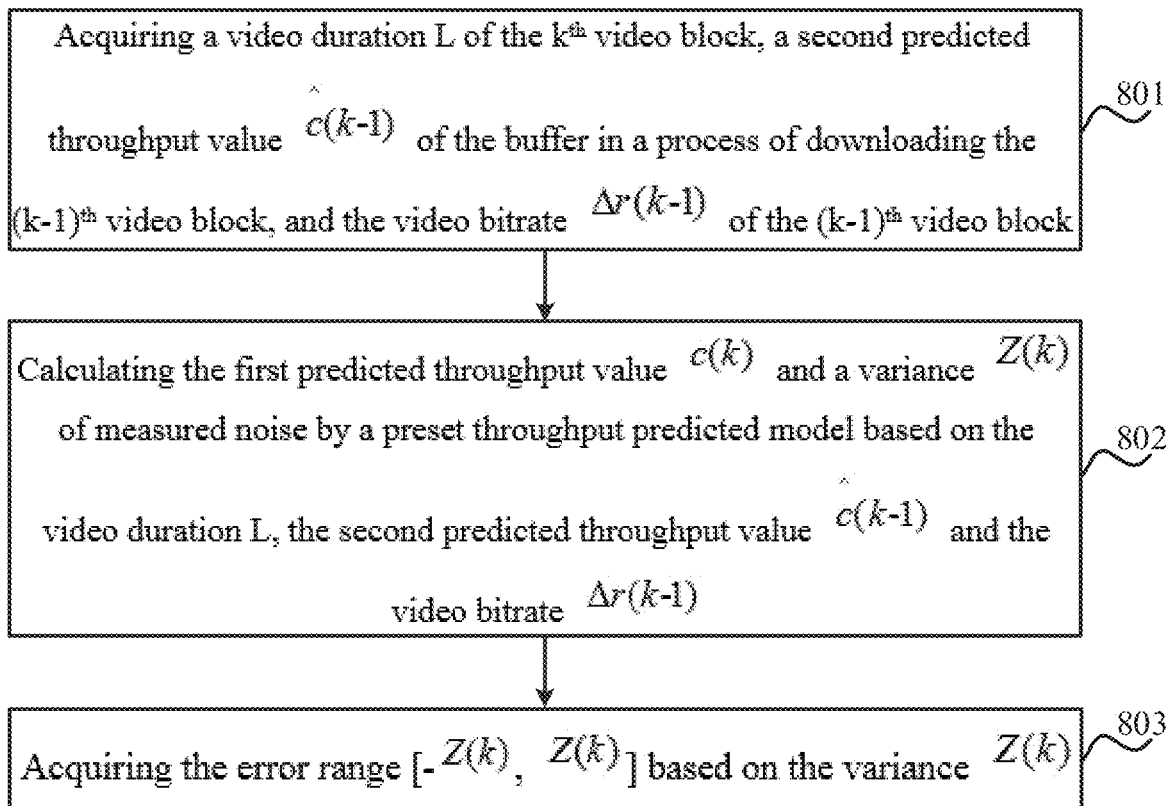 Acquiring a video duration L of the kᵗʰ video block, a second predicted
throughput value ĉ(k-1) of the buffer in a process of downloading the
801
(k-1)ᵗʰ video block, and the video bitrate Δr(k-1) of the (k-1)ᵗʰ video block
Calculating the first predicted throughput value c(k) and a variance Z(k)
of measured noise by a preset throughput predicted model based on the
802
video duration L, the second predicted throughput value ĉ(k-1) and the
video bitrate Δr(k-1)
Acquiring the error range [-Z(k), Z(k)] based on the variance Z(k)
803